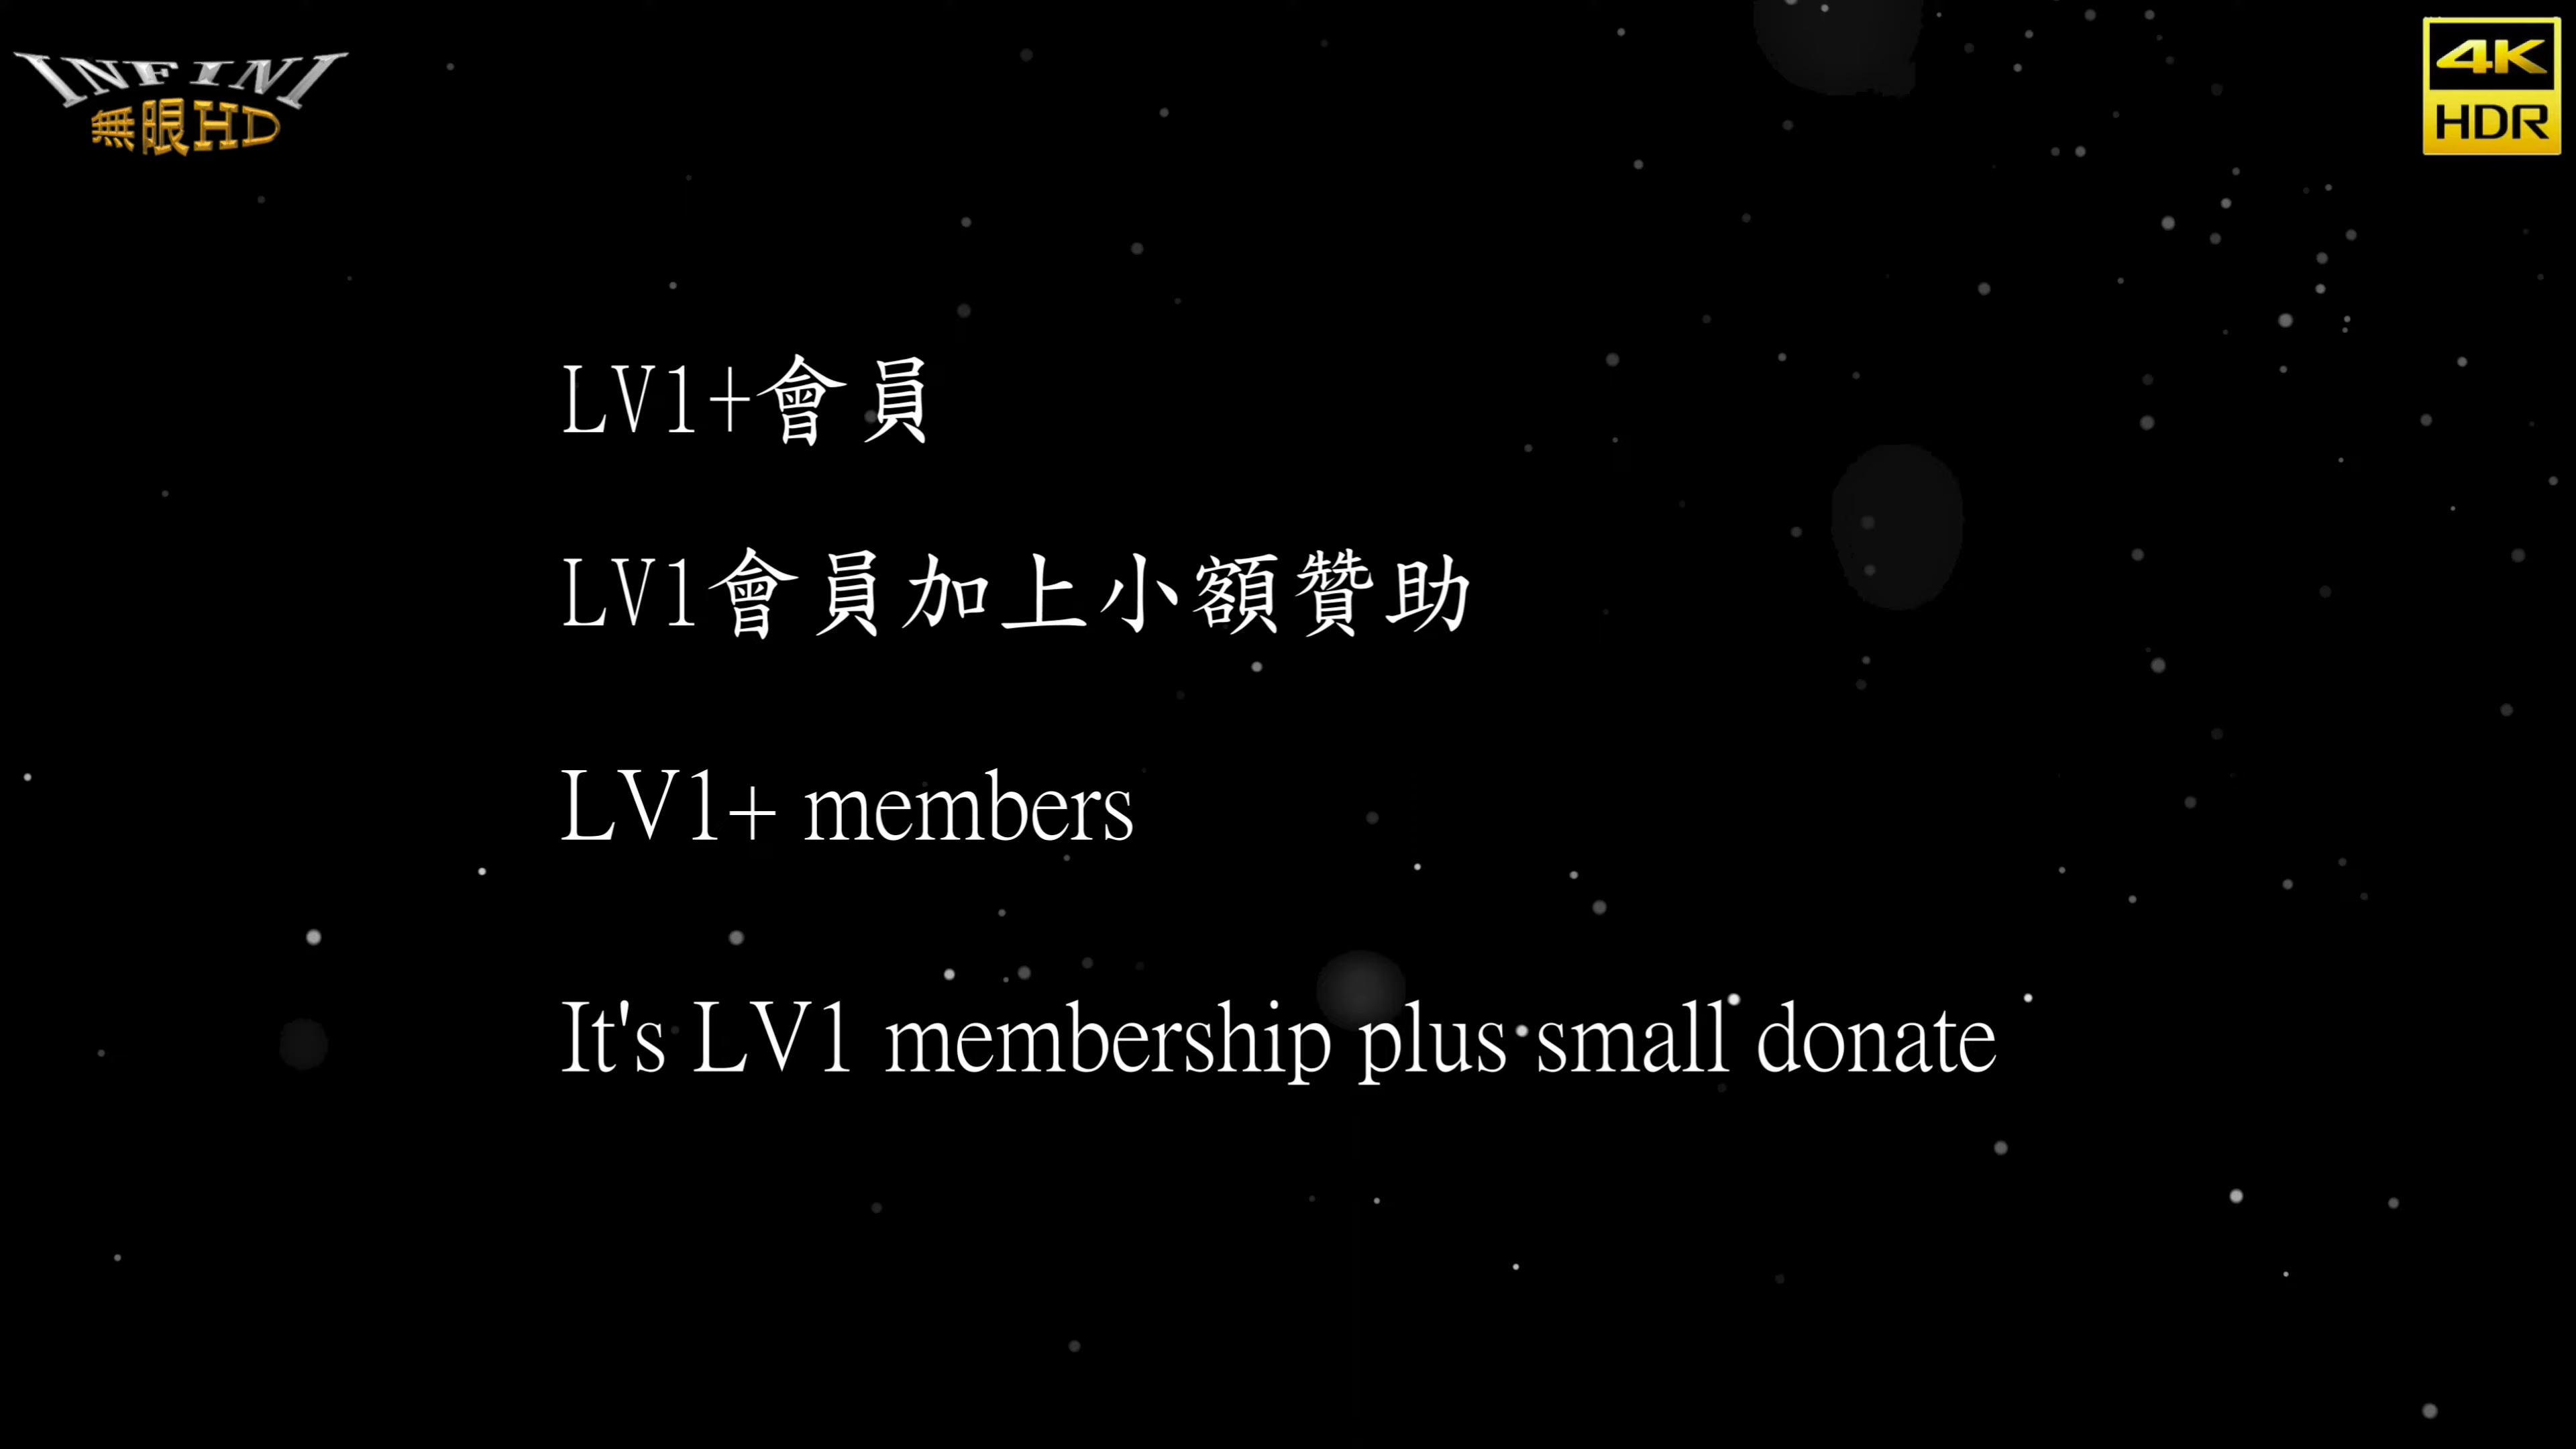 INFINI
無限HD
4K
HDR
LV1+會員
LV1會員加上小額贊助
LV1+ members
It's LV1 membership plus small donate